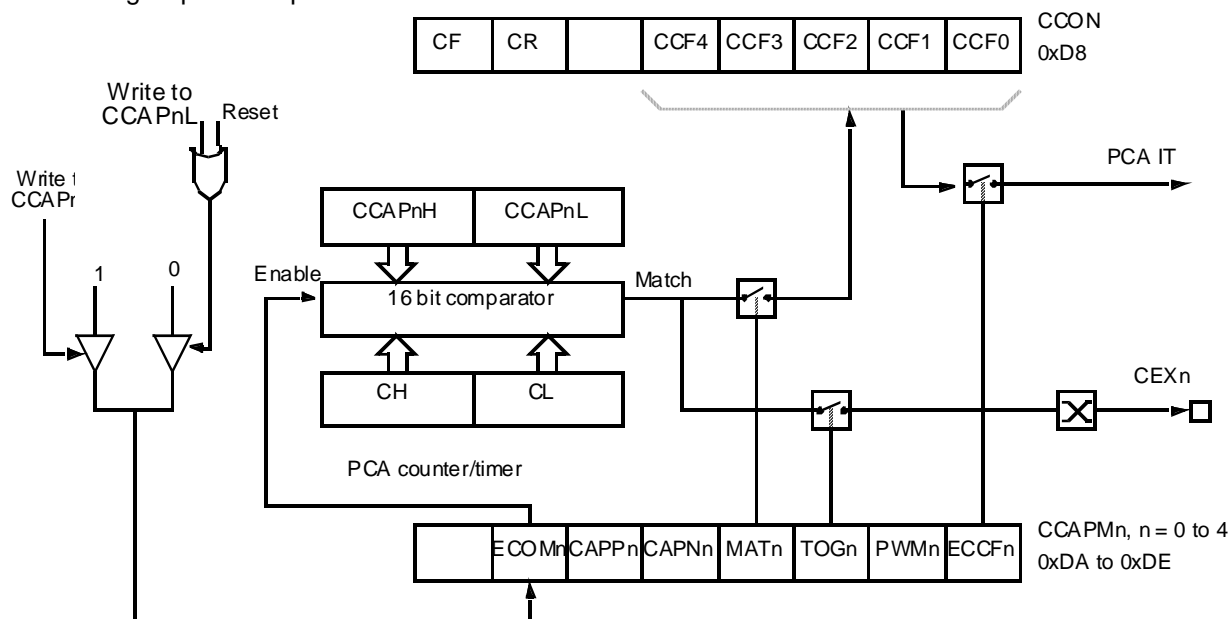 CCON
CF CR CCF4 CCF3 CCF2 CCF1 CCF0
0xD8
Write to
CCAPnL Reset
PCA IT
Write
CCAPnH CCAPnL
1 0
Enable
Match
16 bit comparator
CH CL
CEXn
PCA counter/timer
ECOMn CAPPn CAPNn MATn TOGn PWMn ECCFn
CCAPMn, n = 0 to 4
0xDA to 0xDE